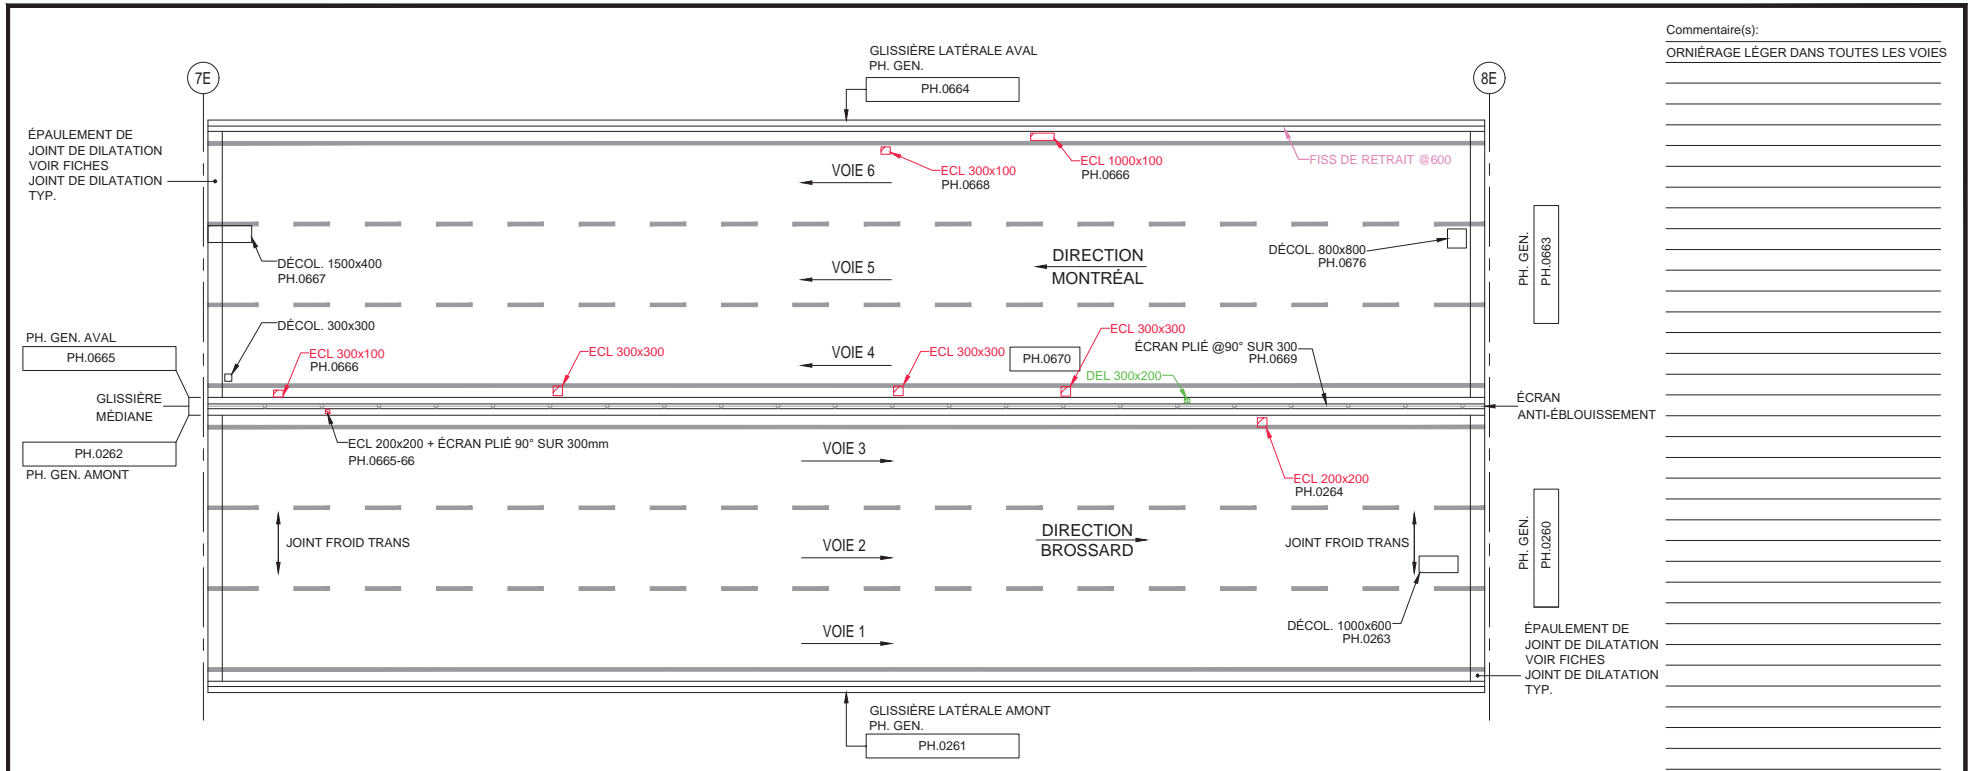 Commentaire(s):
ORNIÉRAGE LÉGER DANS TOUTES LES VOIES
GLISSIÈRE LATÉRALE AVAL
PH. GEN.
PH.0664
7E
8E
ÉPAULEMENT DE
JOINT DE DILATATION
VOIR FICHES
JOINT DE DILATATION
TYP.
ECL 300x100
PH.0668
ECL 1000x100
PH.0666
FISS DE RETRAIT @600
VOIE 6
DÉCOL. 1500x400
PH.0667
VOIE 5
DIRECTION
MONTRÉAL
DÉCOL. 800x800
PH.0676
PH. GEN.
PH.0663
PH. GEN. AVAL
PH.0665
DÉCOL. 300x300
ECL 300x100
PH.0666
ECL 300x300
VOIE 4
ECL 300x300
PH.0670
ECL 300x300
ÉCRAN PLIÉ @90° SUR 300
PH.0669
DEL 300x200
GLISSIÈRE
MÉDIANE
ÉCRAN
ANTI-ÉBLOUISSEMENT
PH.0262
PH. GEN. AMONT
ECL 200x200 + ÉCRAN PLIÉ 90° SUR 300mm
PH.0665-66
VOIE 3
ECL 200x200
PH.0264
JOINT FROID TRANS
VOIE 2
DIRECTION
BROSSARD
JOINT FROID TRANS
PH. GEN.
PH.0260
VOIE 1
DÉCOL. 1000x600
PH.0263
ÉPAULEMENT DE
JOINT DE DILATATION
VOIR FICHES
JOINT DE DILATATION
TYP.
GLISSIÈRE LATÉRALE AMONT
PH. GEN.
PH.0261